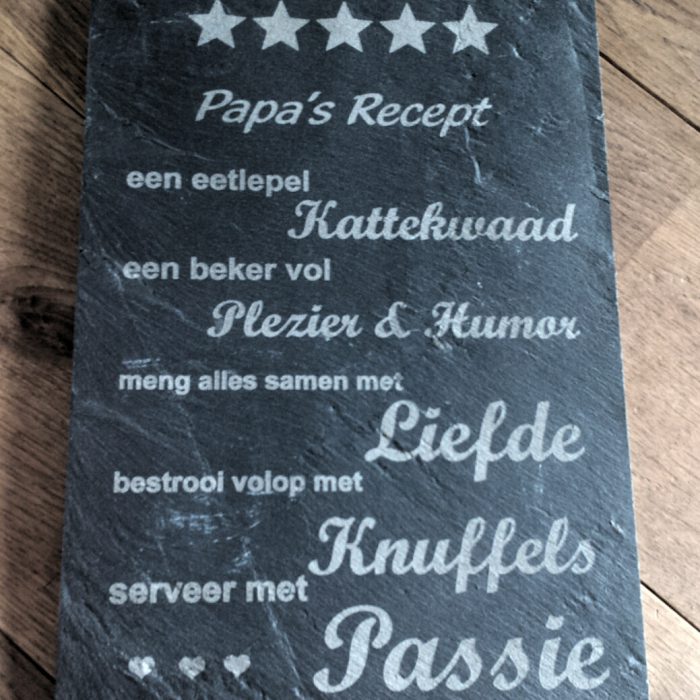 Papa's Recept
een eetlepel
Kattekwaad
een beker vol
Plezier & Humor
meng alles samen met
Liefde
bestrooi volop met
Knuffels
serveer met
Passie